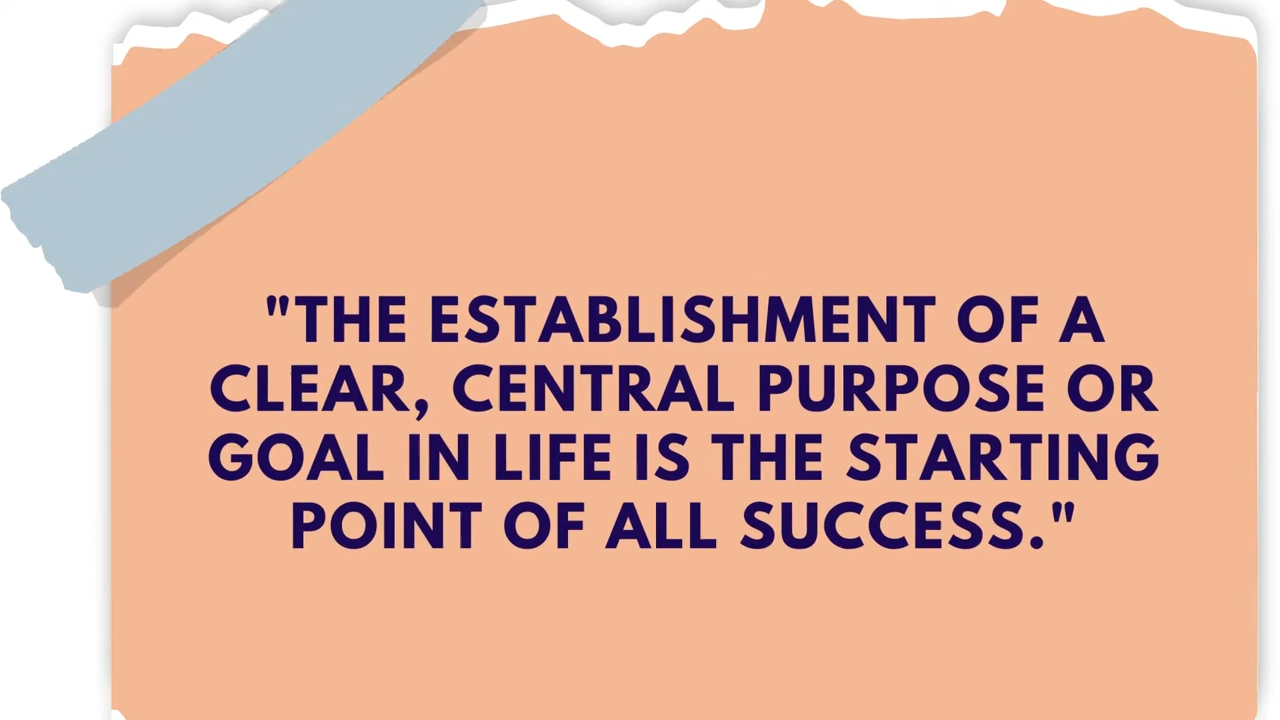 "THE ESTABLISHMENT OF A
CLEAR, CENTRAL PURPOSE OR
GOAL IN LIFE IS THE STARTING
POINT OF ALL SUCCESS."